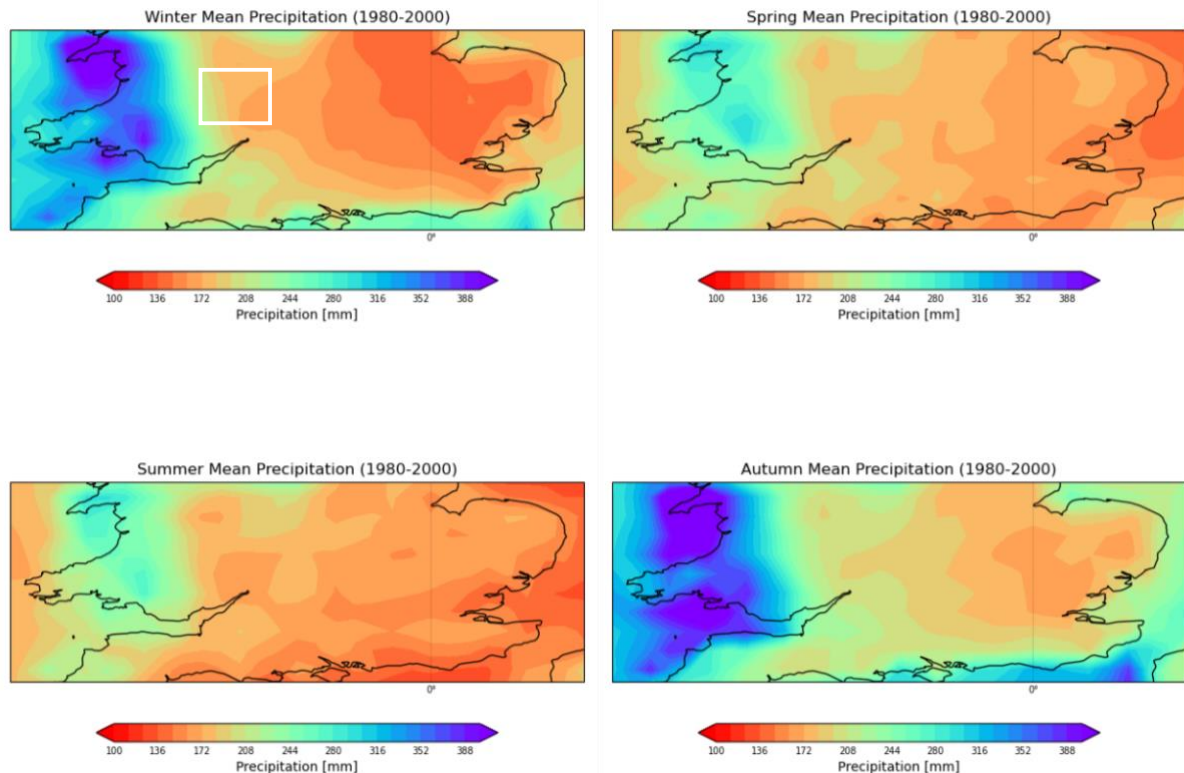 Winter Mean Precipitation (1980-2000)
Spring Mean Precipitation (1980-2000)
0°
0°
100 136 172 208 244 280 316 352 388
Precipitation [mm]
100 136 172 208 244 280 316 352 388
Precipitation [mm]
Summer Mean Precipitation (1980-2000)
Autumn Mean Precipitation (1980-2000)
0°
0°
100 136 172 208 244 280 316 352 388
Precipitation [mm]
100 136 172 208 244 280 316 352 388
Precipitation [mm]